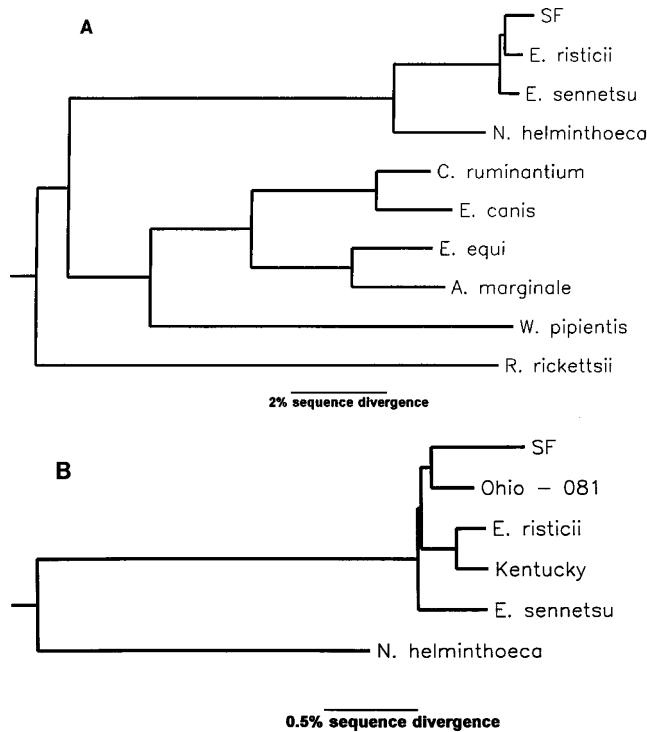 A
SF
E. risticii
E. sennetsu
N. helminthoeca
C. ruminantium
E. canis
E. equi
A. marginale
W. pipientis
R. rickettsii
2% sequence divergence
B
SF
Ohio – 081
E. risticii
Kentucky
E. sennetsu
N. helminthoeca
0.5% sequence divergence